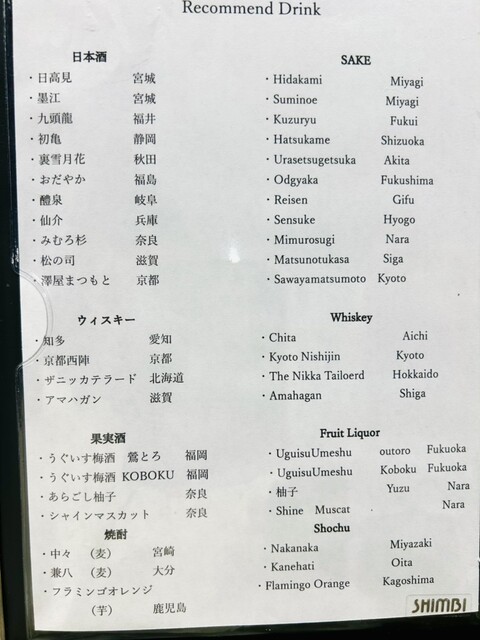 Recommend Drink
日本酒
・日高見 宮城
・墨江 宮城
・九頭龍 福井
・初亀 静岡
・裏雪月花 秋田
・おだやか 福島
・醴泉 岐阜
・仙介 兵庫
・みむろ杉 奈良
・松の司 滋賀
・澤屋まつもと 京都
ウィスキー
・知多 愛知
・京都西陣 京都
・ザニッカテラード 北海道
・アマハガン 滋賀
果実酒
・うぐいす梅酒 鶯とろ 福岡
・うぐいす梅酒 KOBOKU 福岡
・あらごし柚子 奈良
・シャインマスカット 奈良
焼酎
・中々 (麦) 宮崎
・兼八 (麦) 大分
・フラミンゴオレンジ
(芋) 鹿児島
SAKE
・Hidakami Miyagi
・Suminoe Miyagi
・Kuzuryu Fukui
・Hatsukame Shizuoka
・Urasetsugetsuka Akita
・Odgyaka Fukushima
・Reisen Gifu
・Sensuke Hyogo
・Mimurosugi Nara
・Matsunotukasa Siga
・Sawayamatsumoto Kyoto
Whiskey
・Chita Aichi
・Kyoto Nishijin Kyoto
・The Nikka Tailoerd Hokkaido
・Amahagan Shiga
Fruit Liquor
・UguisuUmeshu outoro Fukuoka
・UguisuUmeshu Koboku Fukuoka
・柚子 Yuzu Nara
・Shine Muscat Nara
Shochu
・Nakanaka Miyazaki
・Kanehati Oita
・Flamingo Orange Kagoshima
SHIMBI